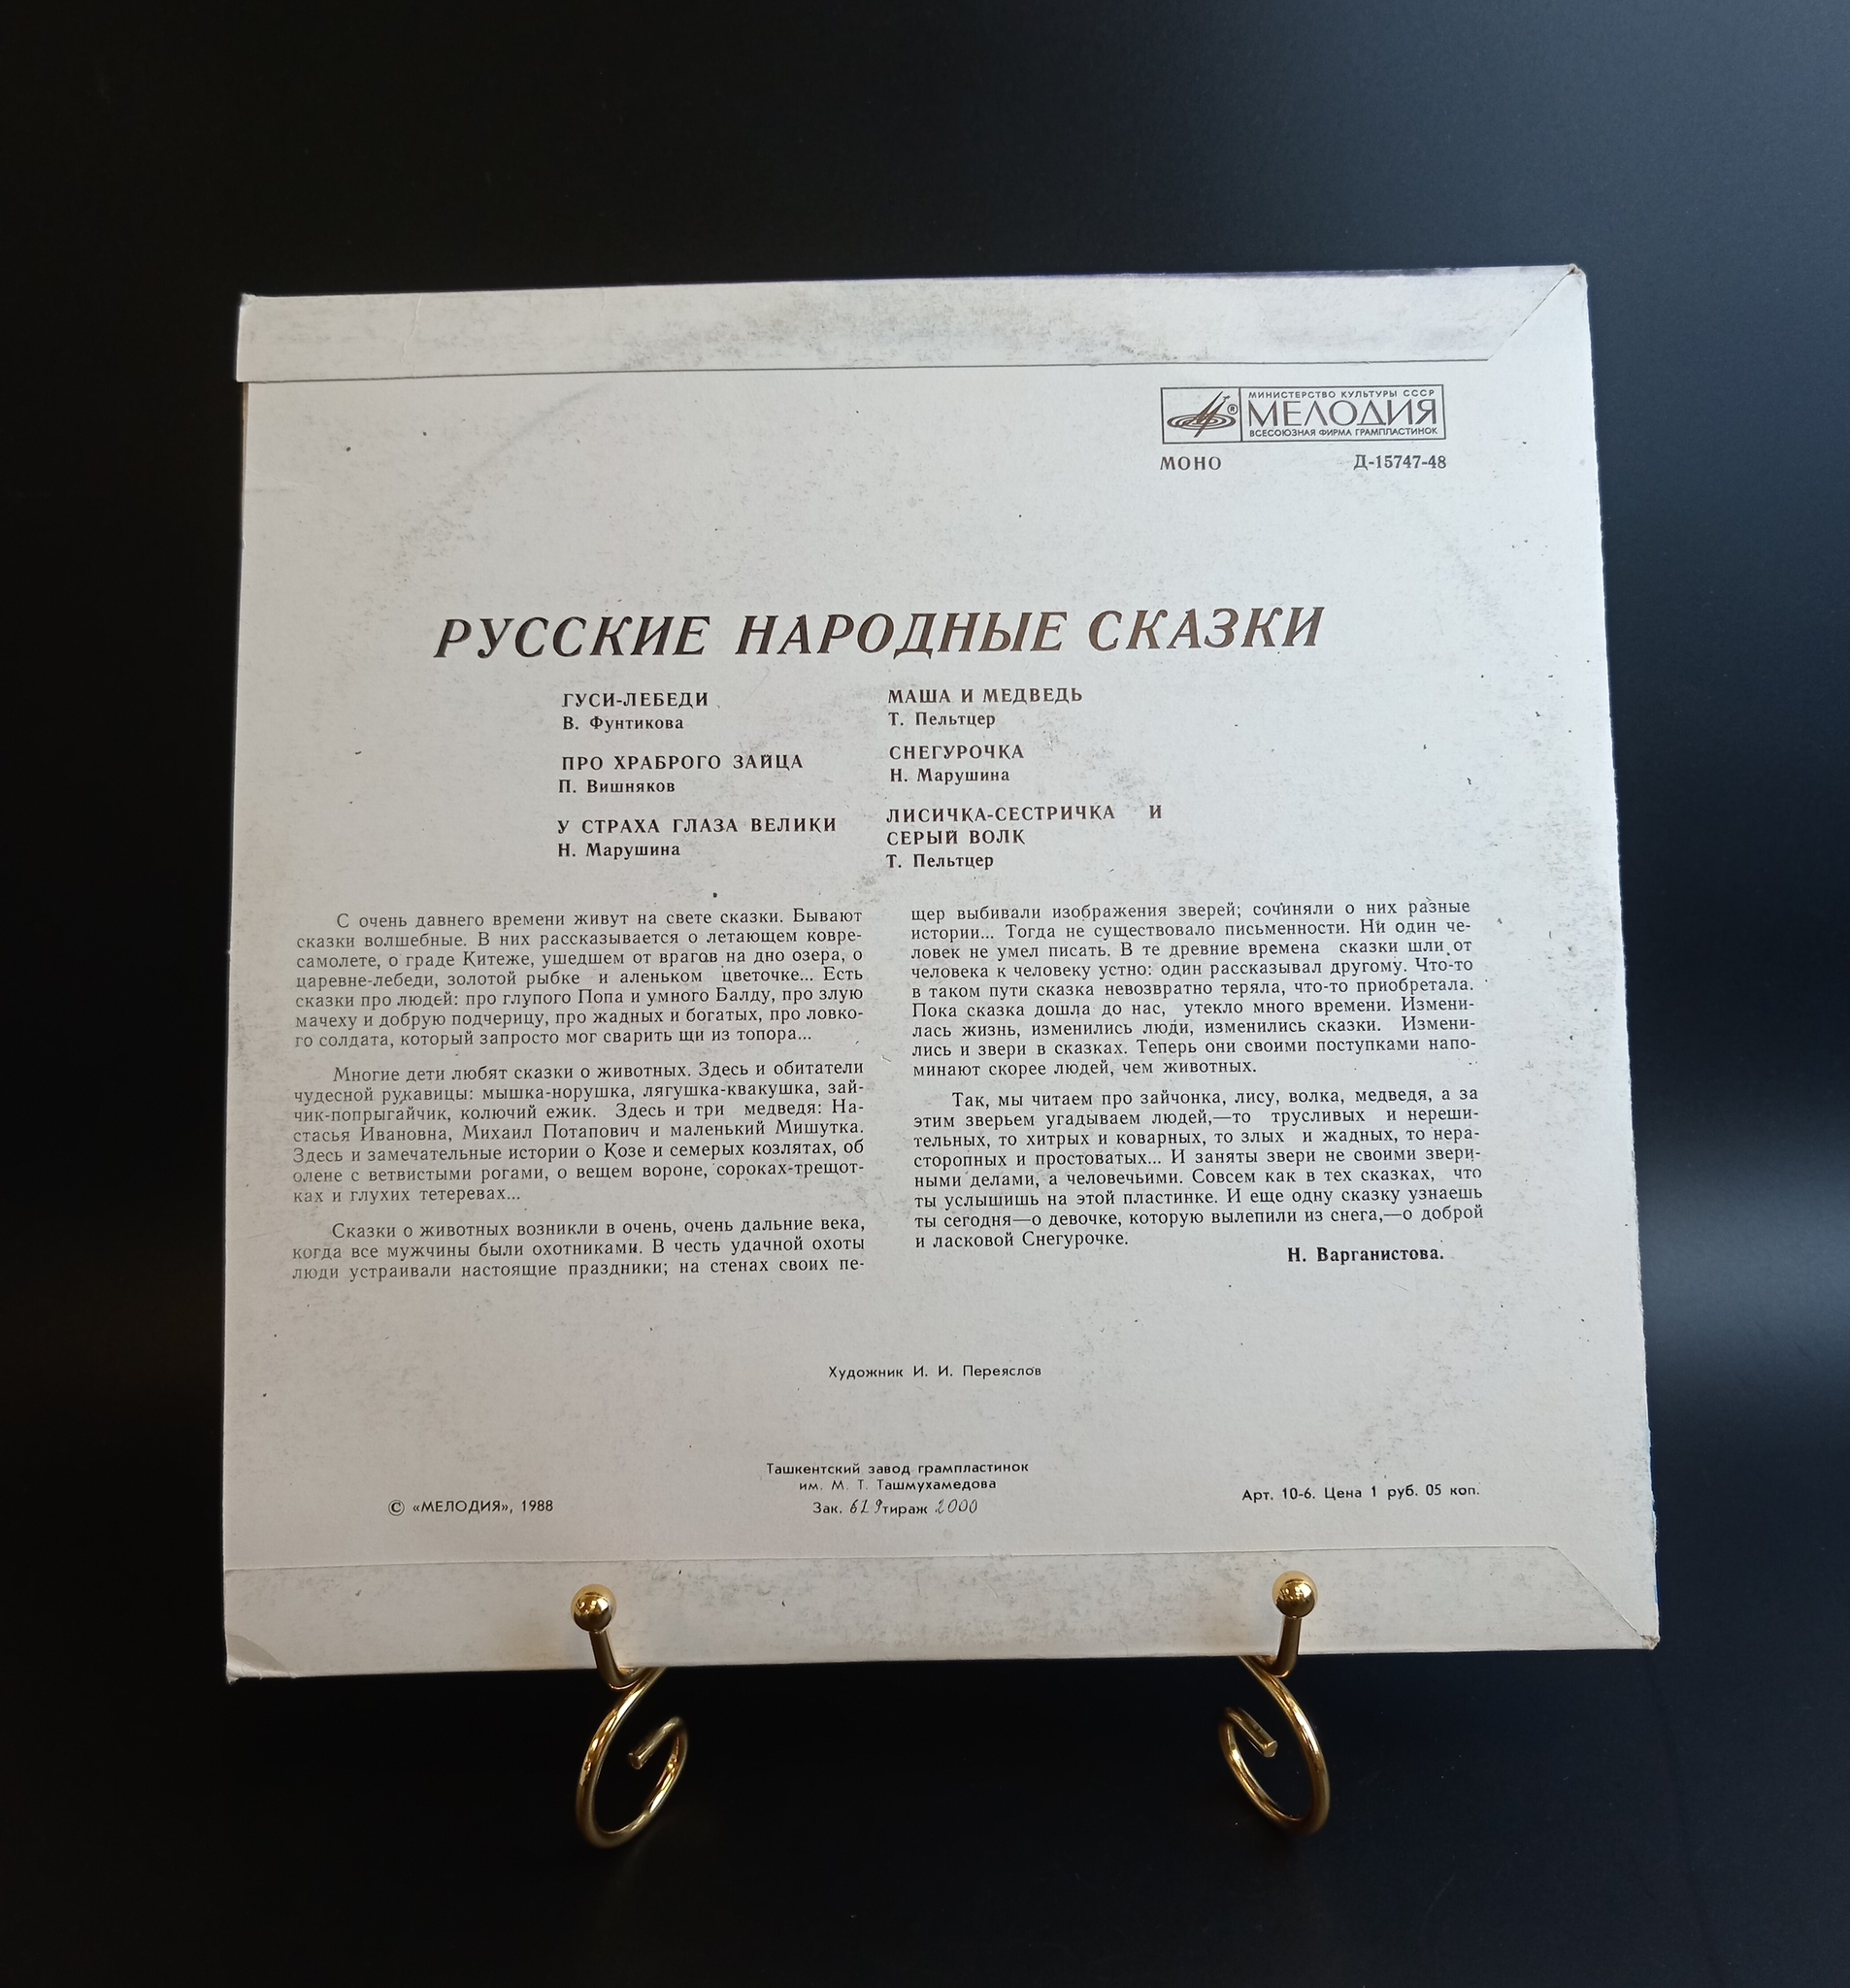 МИНИСТЕРСТВО КУЛЬТУРЫ СССР
МЕЛОДИЯ
ВСЕСОЮЗНАЯ ФИРМА ГРАМПЛАСТИНОК
МОНО Д-15747-48
РУССКИЕ НАРОДНЫЕ СКАЗКИ
ГУСИ-ЛЕБЕДИ
В. Фунтикова
ПРО ХРАБРОГО ЗАЙЦА
П. Вишняков
У СТРАХА ГЛАЗА ВЕЛИКИ
Н. Марушина
МАША И МЕДВЕДЬ
Т. Пельтцер
СНЕГУРОЧКА
Н. Марушина
ЛИСИЧКА-СЕСТРИЧКА И
СЕРЫЙ ВОЛК
Т. Пельтцер
С очень давнего времени живут на свете сказки. Бывают
сказки волшебные. В них рассказывается о летающем ковре-
самолете, о граде Китеже, ушедшем от врагов на дно озера, о
царевне-лебеди, золотой рыбке и аленьком цветочке... Есть
сказки про людей: про глупого Попа и умного Балду, про злую
мачеху и добрую подчерицу, про жадных и богатых, про ловко-
го солдата, который запросто мог сварить щи из топора...
Многие дети любят сказки о животных. Здесь и обитатели
чудесной рукавицы: мышка-норушка, лягушка-квакушка, зай-
чик-попрыгайчик, колючий ежик. Здесь и три медведя: На-
стасья Ивановна, Михаил Потапович и маленький Мишутка.
Здесь и замечательные истории о Козе и семерых козлятах, об
олене с ветвистыми рогами, о вещем вороне, сороках-трещот-
ках и глухих тетеревах...
Сказки о животных возникли в очень, очень дальние века,
когда все мужчины были охотниками. В честь удачной охоты
люди устраивали настоящие праздники; на стенах своих пе-
щер выбивали изображения зверей; сочиняли о них разные
истории... Тогда не существовало письменности. Ни один че-
ловек не умел писать. В те древние времена сказки шли от
человека к человеку устно: один рассказывал другому. Что-то
в таком пути сказка невозвратно теряла, что-то приобретала.
Пока сказка дошла до нас, утекло много времени. Измени-
лась жизнь, изменились люди, изменились сказки. Измени-
лись и звери в сказках. Теперь они своими поступками напо-
минают скорее людей, чем животных.
Так, мы читаем про зайчонка, лису, волка, медведя, а за
этим зверьем угадываем людей,—то трусливых и нереши-
тельных, то хитрых и коварных, то злых и жадных, то нера-
сторопных и простоватых... И заняты звери не своими звери-
ными делами, а человечьими. Совсем как в тех сказках, что
ты услышишь на этой пластинке. И еще одну сказку узнаешь
ты сегодня—о девочке, которую вылепили из снега,—о доброй
и ласковой Снегурочке.
Н. Варганистова.
Художник И. И. Переяслов
Ташкентский завод грампластинок
им. М. Т. Ташмухамедова
Зак. 619 тираж 2000
© «МЕЛОДИЯ», 1988
Арт. 10-6. Цена 1 руб. 05 коп.